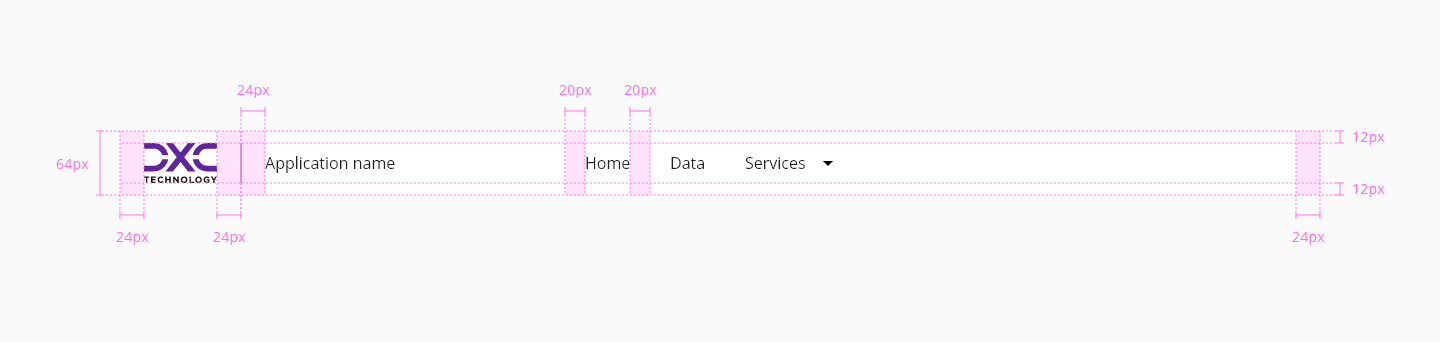 24px
20px
20px
64px
DXC
TECHNOLOGY
Application name
Home
Data
Services
12px
12px
24px
24px
24px